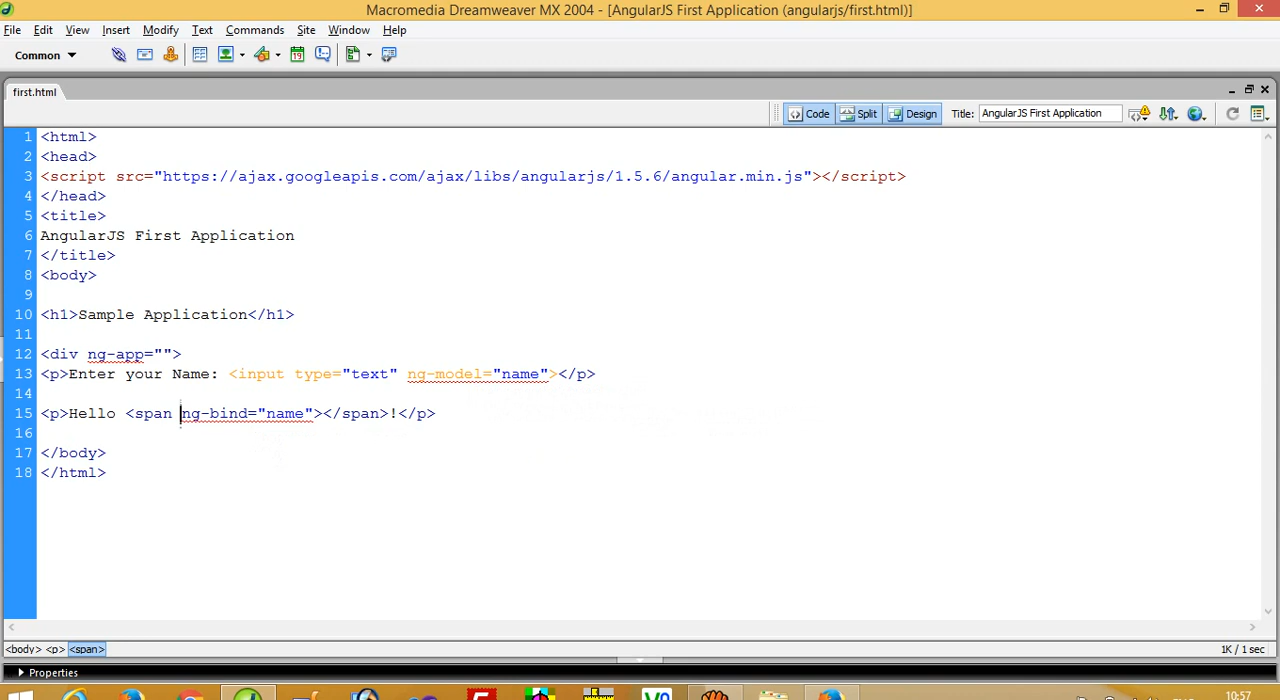 Macromedia Dreamweaver MX 2004 - [AngularJS First Application (angularjs/first.html)]
File Edit View Insert Modify Text Commands Site Window Help
Common
first.html
Code Split Design Title: AngularJS First Application
1 <html>
2 <head>
3 <script src="https://ajax.googleapis.com/ajax/libs/angularjs/1.5.6/angular.min.js"></script>
4 </head>
5 <title>
6 AngularJS First Application
7 </title>
8 <body>
9
10 <h1>Sample Application</h1>
11
12 <div ng-app="">
13 <p>Enter your Name: <input type="text" ng-model="name"></p>
14
15 <p>Hello <span ng-bind="name"></span>!</p>
16
17 </body>
18 </html>
<body> <p> <span> 1K / 1 sec
Properties
10:57